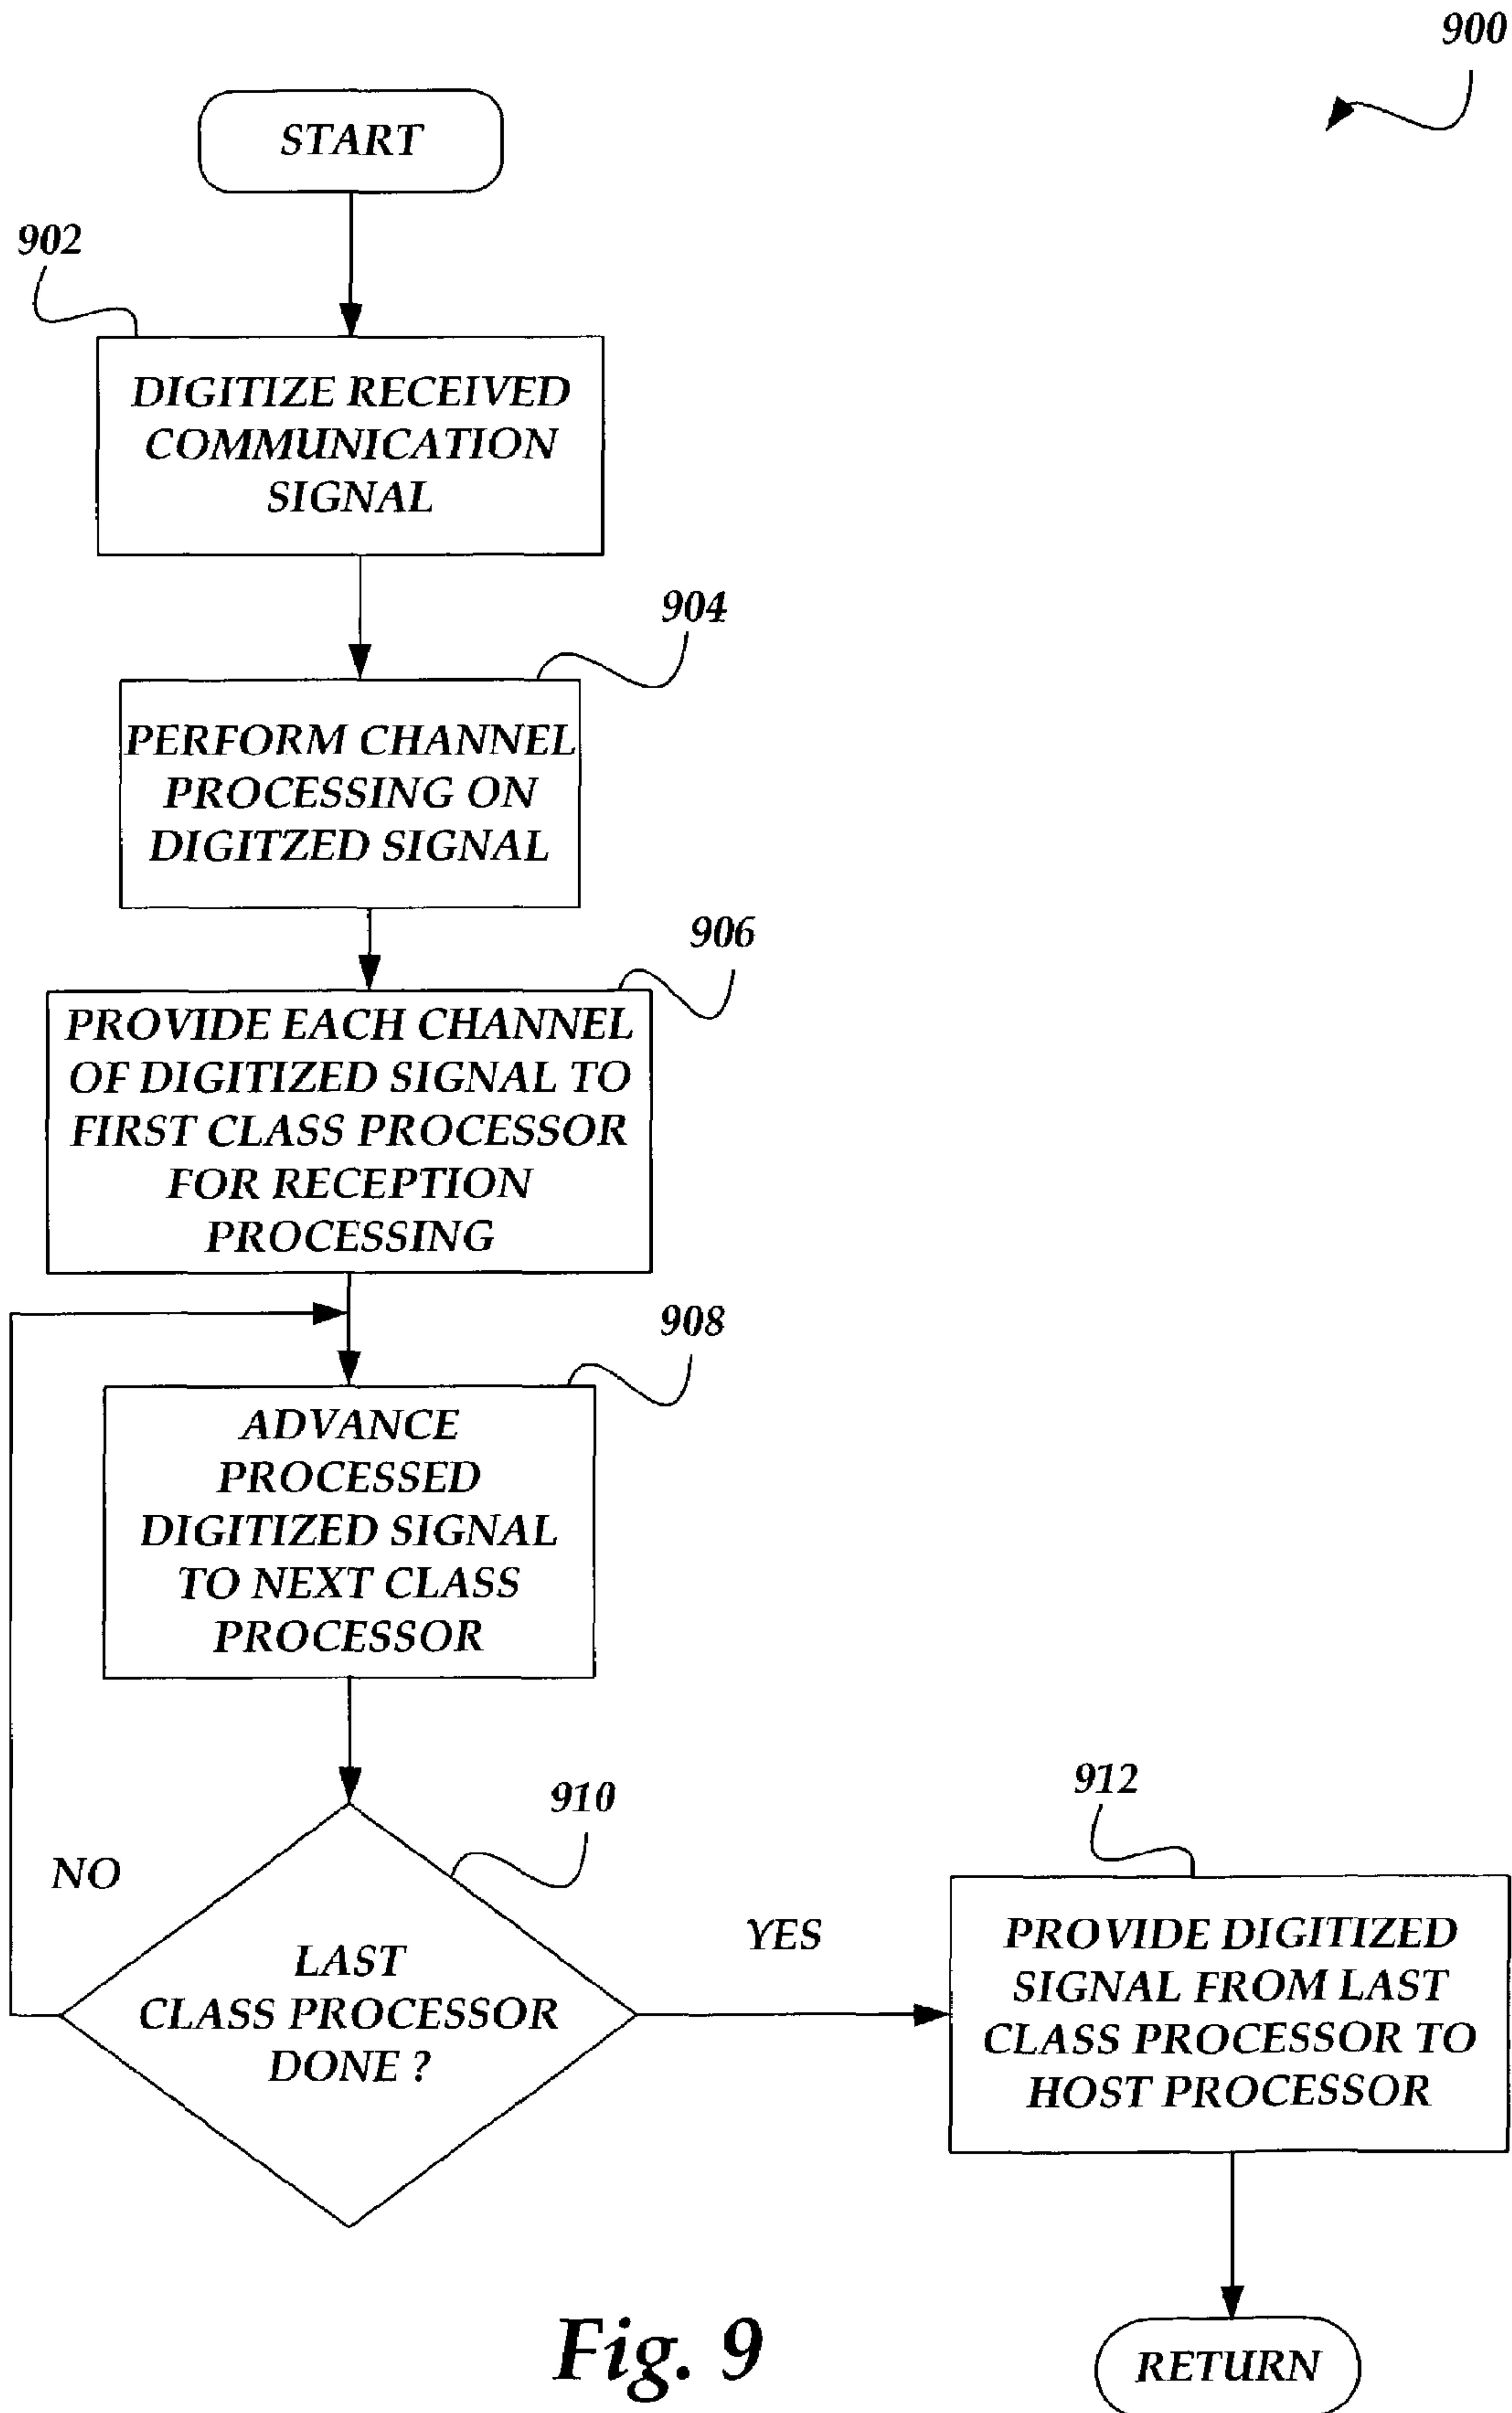 900
START
902
DIGITIZE RECEIVED
COMMUNICATION
SIGNAL
904
PERFORM CHANNEL
PROCESSING ON
DIGITZED SIGNAL
906
PROVIDE EACH CHANNEL
OF DIGITIZED SIGNAL TO
FIRST CLASS PROCESSOR
FOR RECEPTION
PROCESSING
908
ADVANCE
PROCESSED
DIGITIZED SIGNAL
TO NEXT CLASS
PROCESSOR
910
NO
LAST
CLASS PROCESSOR
DONE ?
YES
912
PROVIDE DIGITIZED
SIGNAL FROM LAST
CLASS PROCESSOR TO
HOST PROCESSOR
RETURN
Fig. 9